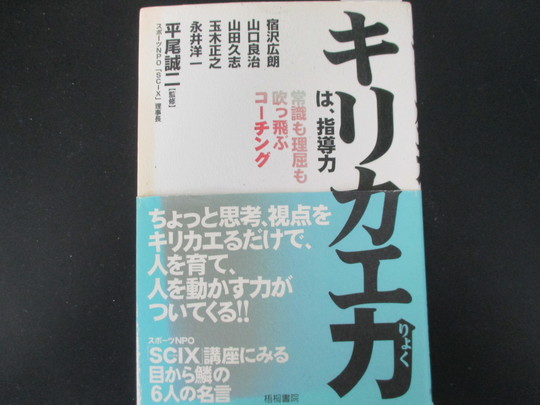 キリカエ力
りょく
は、指導力
常識も理屈も
吹っ飛ぶ
コーチング
宿沢広朗
山口良治
山田久志
玉木正之
永井洋一
平尾誠二[監修]
スポーツNPO「SCIX」理事長
ちょっと思考、視点を
キリカエるだけで、
人を育て、
人を動かす力が
ついてくる!!
スポーツNPO
「SCIX」講座にみる
目から鱗の
6人の名言
梧桐書院